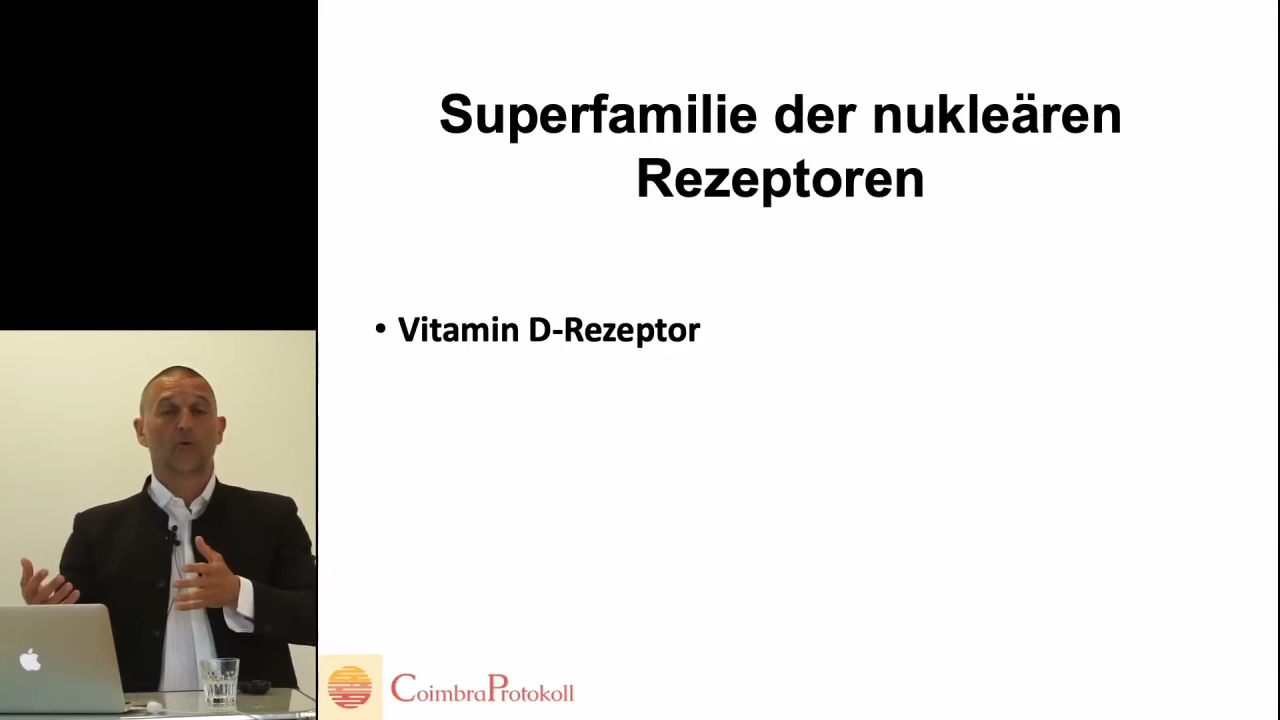 Superfamilie der nukleären
Rezeptoren
• Vitamin D-Rezeptor
CoimbraProtokoll